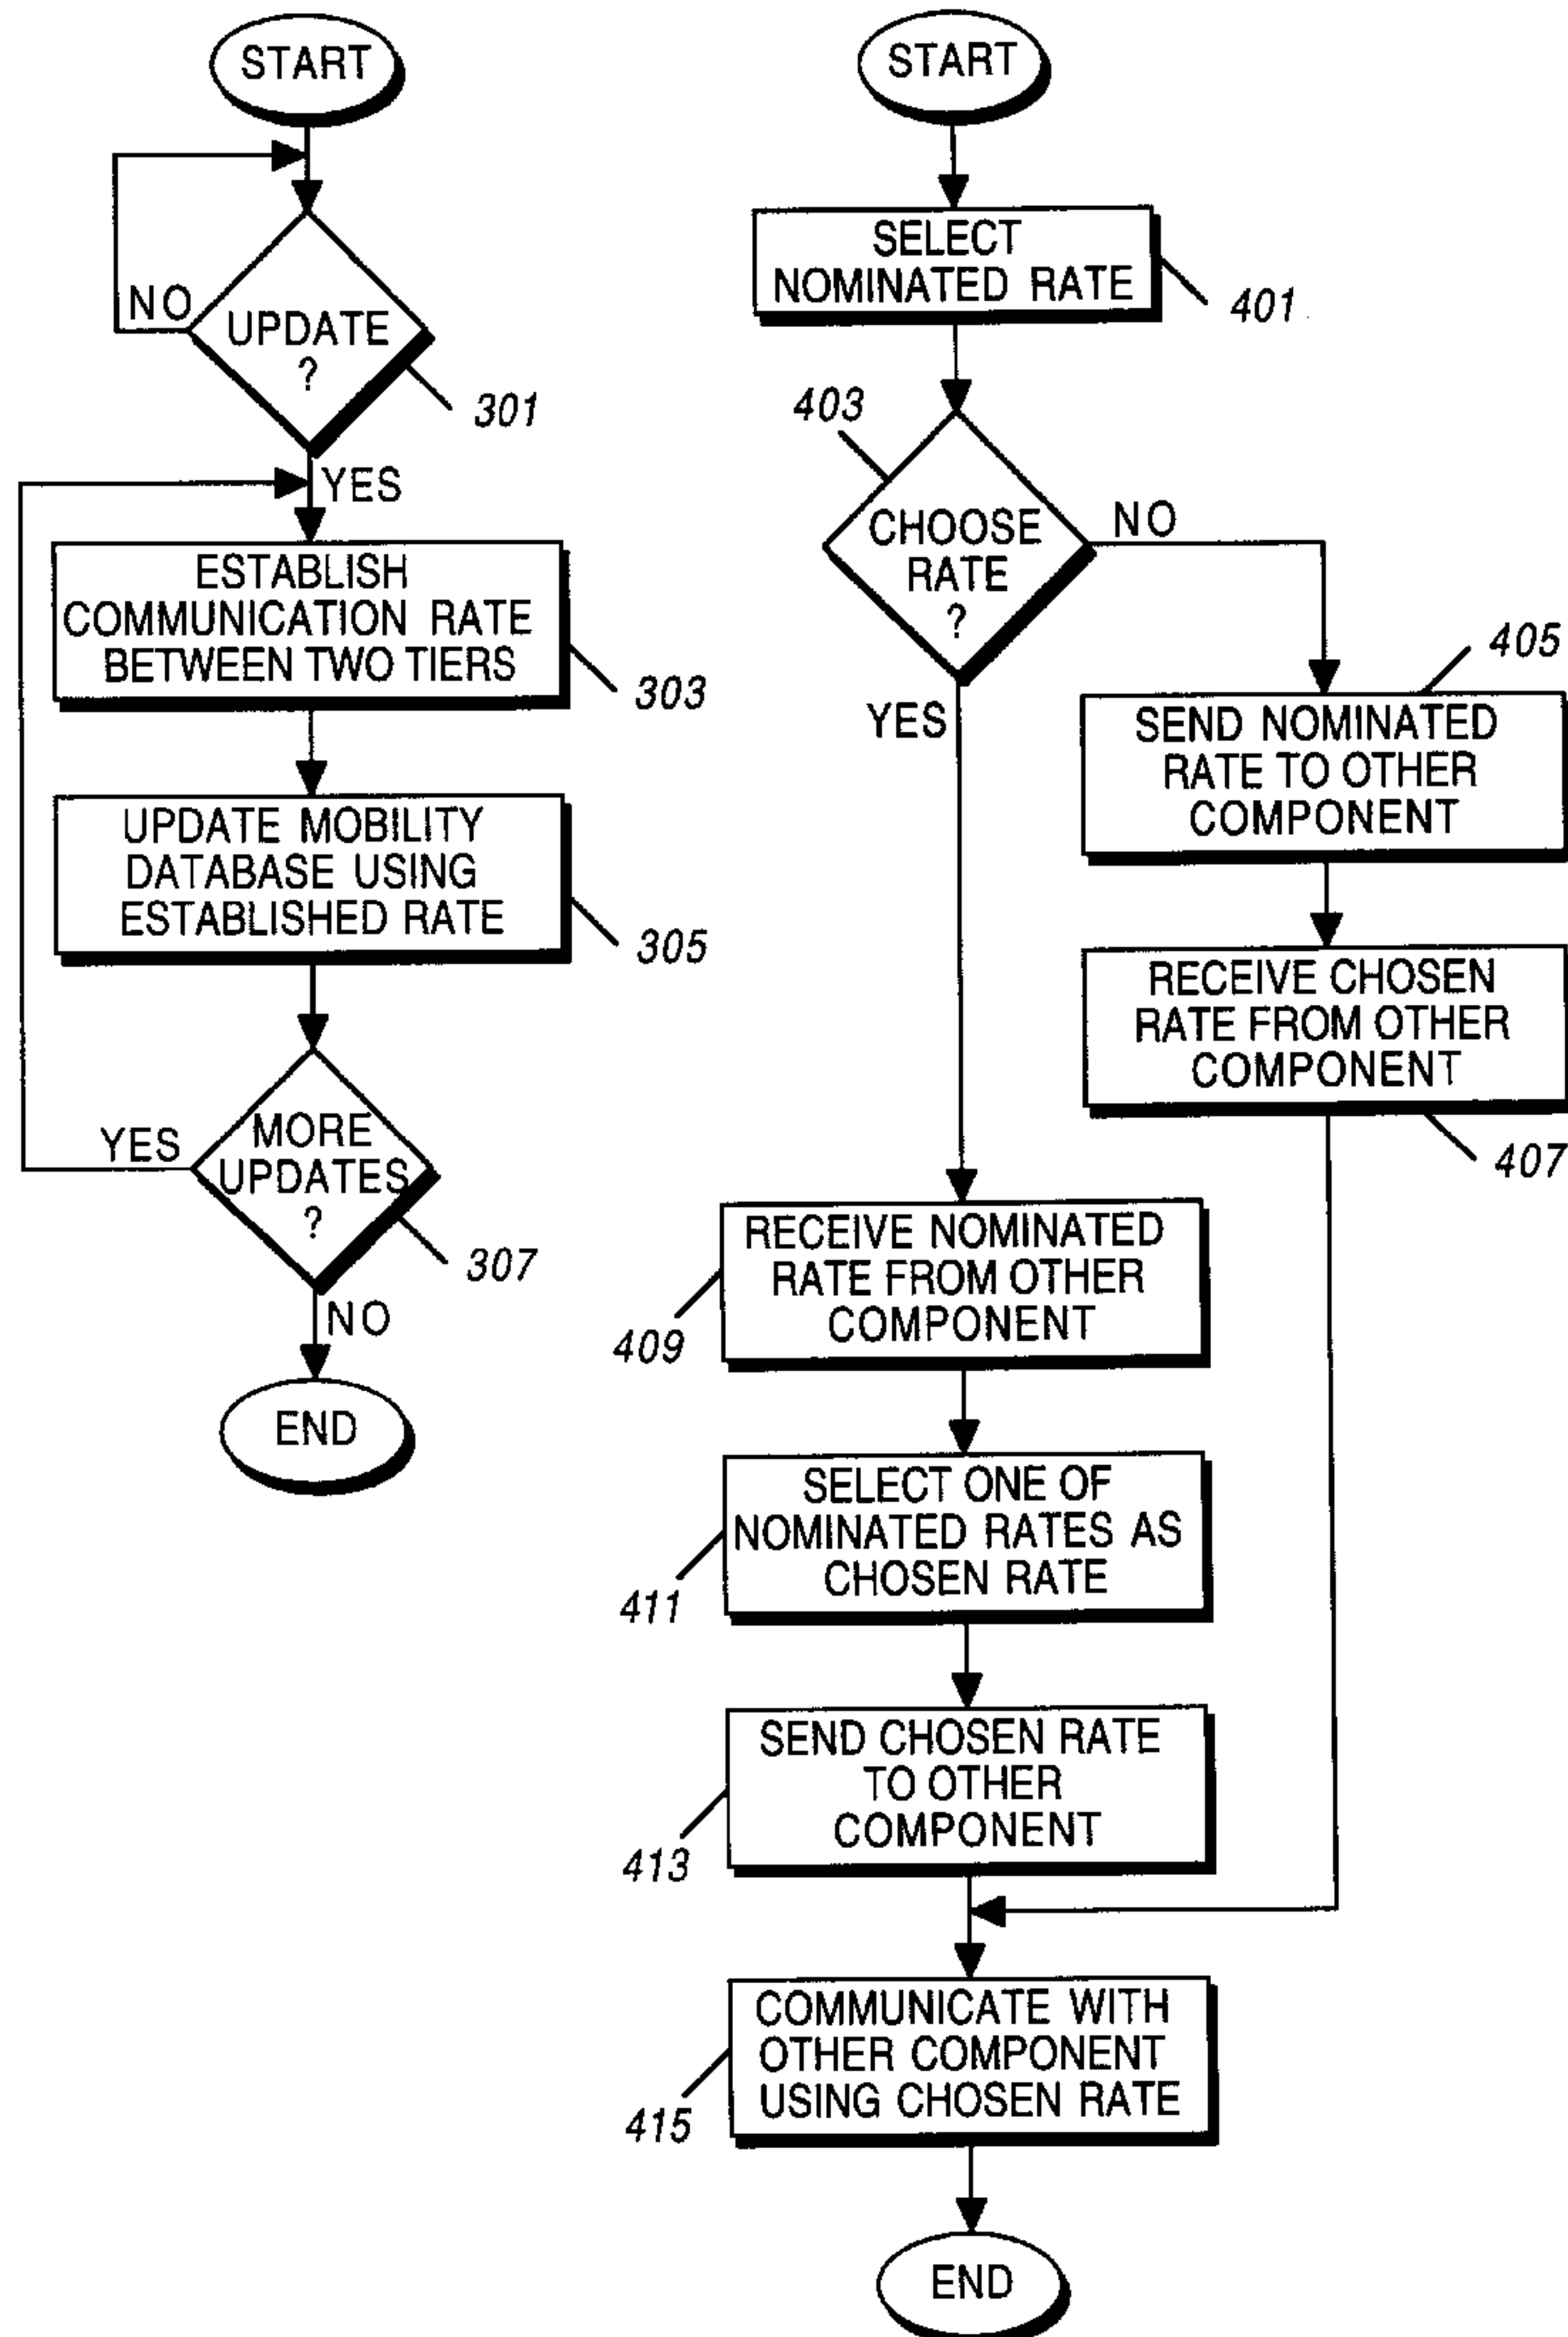 START
NO
UPDATE
?
301
YES
ESTABLISH
COMMUNICATION RATE
BETWEEN TWO TIERS
303
UPDATE MOBILITY
DATABASE USING
ESTABLISHED RATE
305
YES
MORE
UPDATES
?
307
NO
END
START
SELECT
NOMINATED RATE
401
403
CHOOSE
RATE
?
NO
YES
405
SEND NOMINATED
RATE TO OTHER
COMPONENT
RECEIVE CHOSEN
RATE FROM OTHER
COMPONENT
407
RECEIVE NOMINATED
RATE FROM OTHER
COMPONENT
409
SELECT ONE OF
NOMINATED RATES AS
CHOSEN RATE
411
SEND CHOSEN RATE
TO OTHER
COMPONENT
413
COMMUNICATE WITH
OTHER COMPONENT
USING CHOSEN RATE
415
END